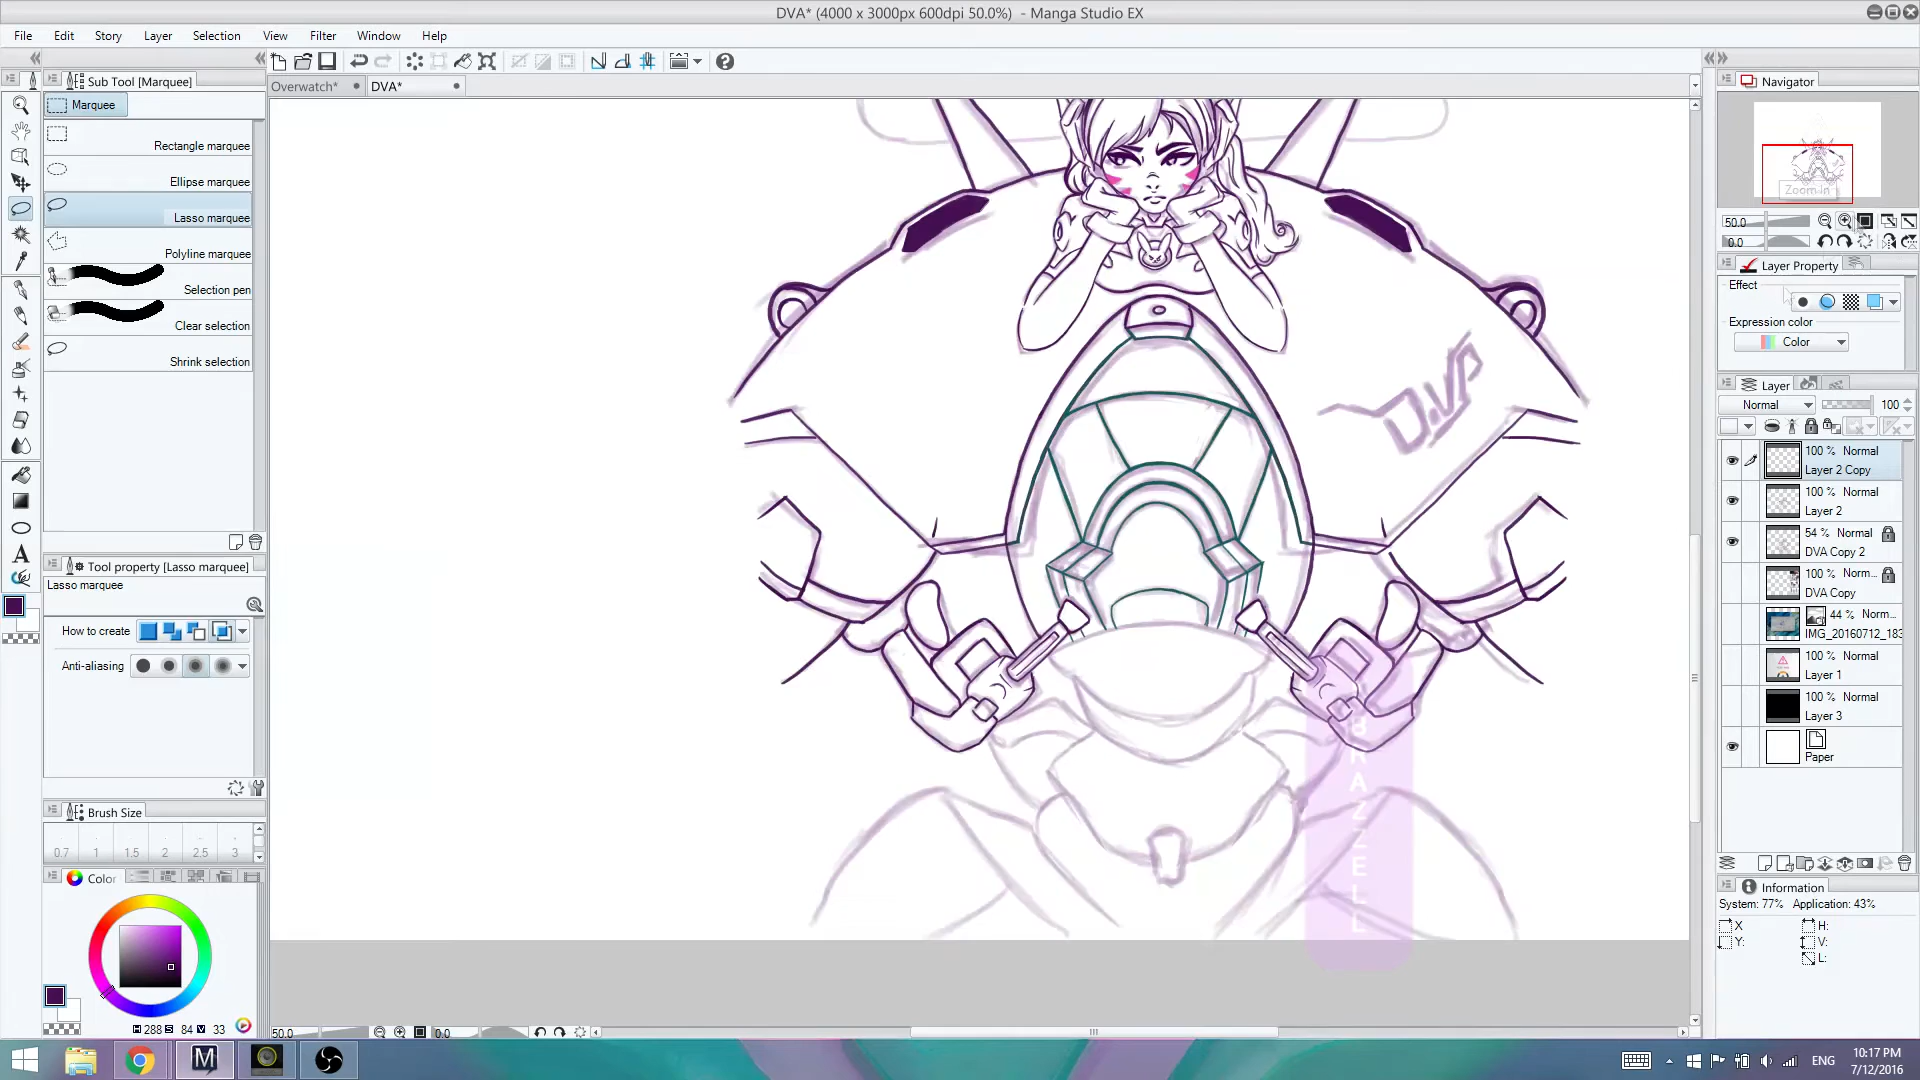 DVA* (4000 x 3000px 600dpi 50.0%) - Manga Studio EX
File Edit Story Layer Selection View Filter Window Help
Sub Tool [Marquee]
Marquee
Rectangle marquee
Ellipse marquee
Lasso marquee
Polyline marquee
Selection pen
Clear selection
Shrink selection
Tool property [Lasso marquee]
Lasso marquee
How to create
Anti-aliasing
Brush Size
0.7 1 1.5 2 2.5 3
Color
H 288 S 84 V 33
Overwatch* DVA*
D.VA
BRAZZELL
50.0 0.0
Navigator
Zoom In
50.0
0.0
Layer Property
Effect
Expression color
Color
Layer
Normal 100
100 % Normal
Layer 2 Copy
100 % Normal
Layer 2
54 % Normal
DVA Copy 2
100 % Norm...
DVA Copy
44 % Norm...
IMG_20160712_183
100 % Normal
Layer 1
100 % Normal
Layer 3
Paper
Information
System: 77% Application: 43%
X H:
Y: V:
L:
ENG
10:17 PM
7/12/2016